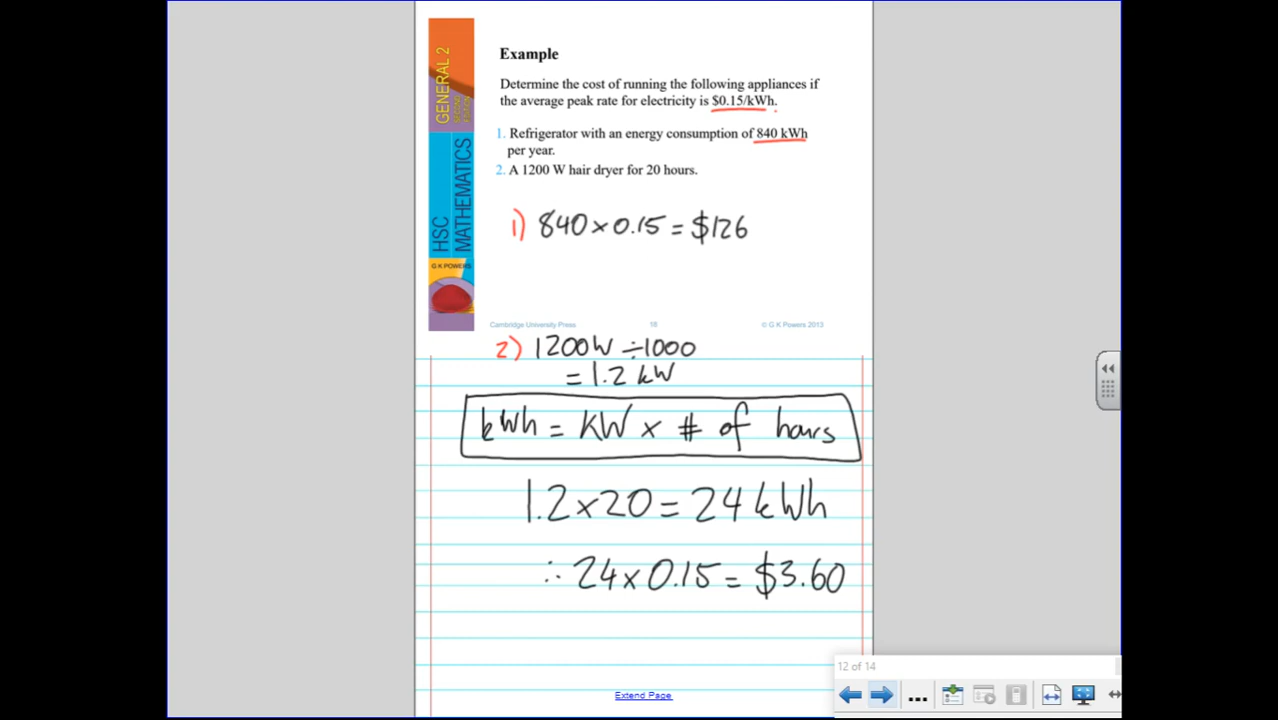 Example
Determine the cost of running the following appliances if
the average peak rate for electricity is $0.15/kWh.
1. Refrigerator with an energy consumption of 840 kWh
per year.
2. A 1200 W hair dryer for 20 hours.
GENERAL 2
HSC
MATHEMATICS
G K POWERS
1) 840 × 0.15 = $126
Cambridge University Press 16 © G K Powers 2013
2) 1200W ÷ 1000
= 1.2 kW
kWh = KW × # of hours
1.2 × 20 = 24 kWh
∴ 24 × 0.15 = $3.60
Extend Page
12 of 14
...